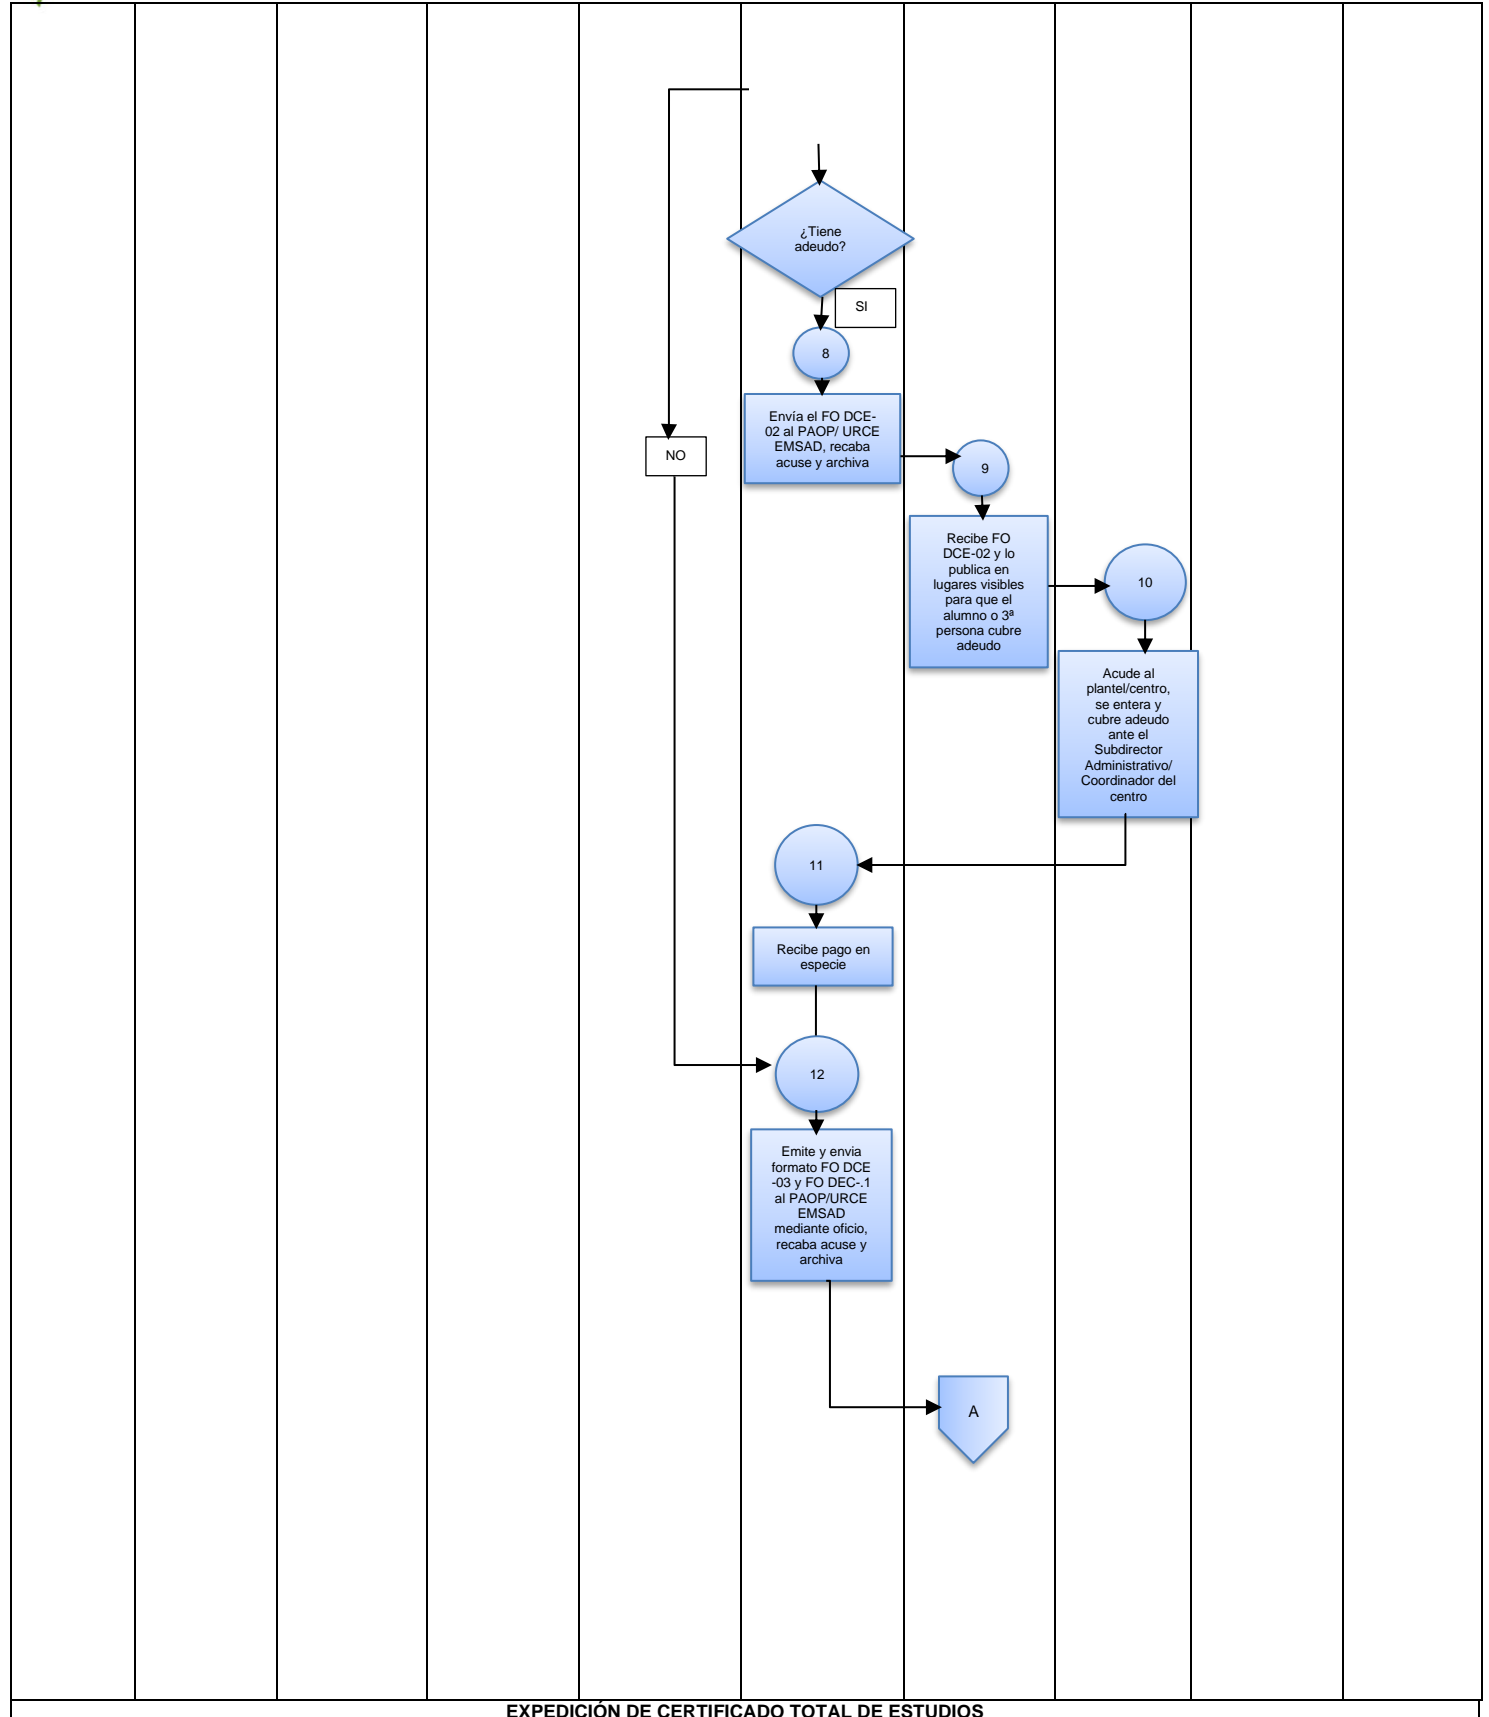 ¿Tiene
adeudo?
SI
8
Envía el FO DCE-
02 al PAOP/ URCE
EMSAD, recaba
acuse y archiva
NO
9
Recibe FO
DCE-02 y lo
publica en
lugares visibles
para que el
alumno o 3ª
persona cubre
adeudo
10
Acude al
plantel/centro,
se entera y
cubre adeudo
ante el
Subdirector
Administrativo/
Coordinador del
centro
11
Recibe pago en
especie
12
Emite y envia
formato FO DCE
-03 y FO DEC-.1
al PAOP/URCE
EMSAD
mediante oficio,
recaba acuse y
archiva
A
EXPEDICIÓN DE CERTIFICADO TOTAL DE ESTUDIOS